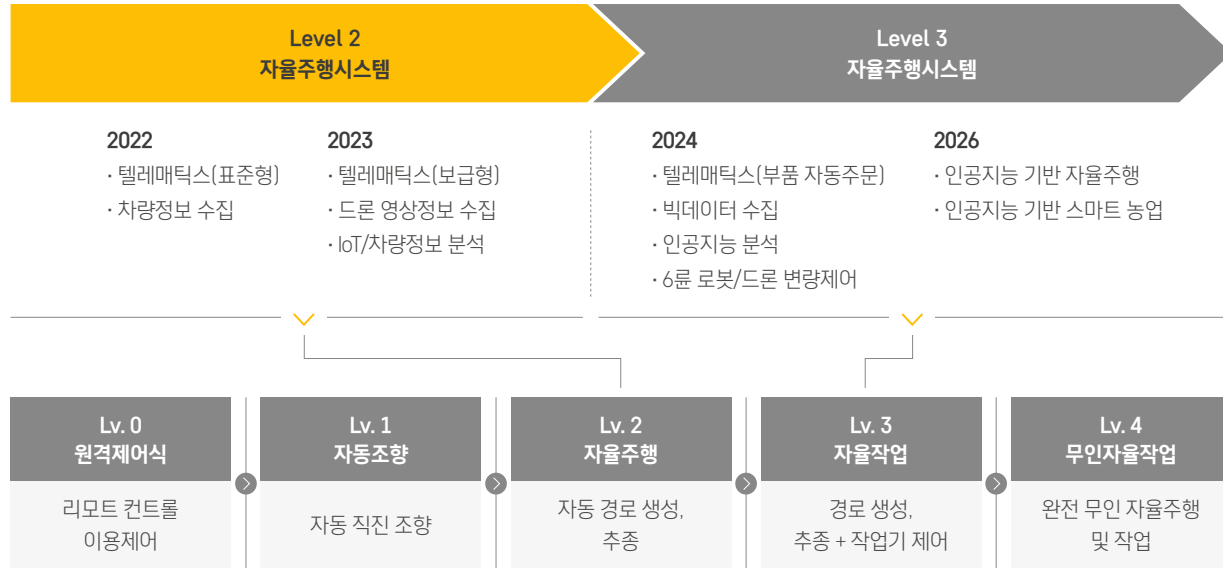 Level 2
자율주행시스템
Level 3
자율주행시스템
2022
· 텔레매틱스(표준형)
· 차량정보 수집
2023
· 텔레매틱스(보급형)
· 드론 영상정보 수집
· IoT/차량정보 분석
2024
· 텔레매틱스(부품 자동주문)
· 빅데이터 수집
· 인공지능 분석
· 6륜 로봇/드론 변량제어
2026
· 인공지능 기반 자율주행
· 인공지능 기반 스마트 농업
Lv. 0
원격제어식
리모트 컨트롤
이용제어
Lv. 1
자동조향
자동 직진 조향
Lv. 2
자율주행
자동 경로 생성,
추종
Lv. 3
자율작업
경로 생성,
추종 + 작업기 제어
Lv. 4
무인자율작업
완전 무인 자율주행
및 작업